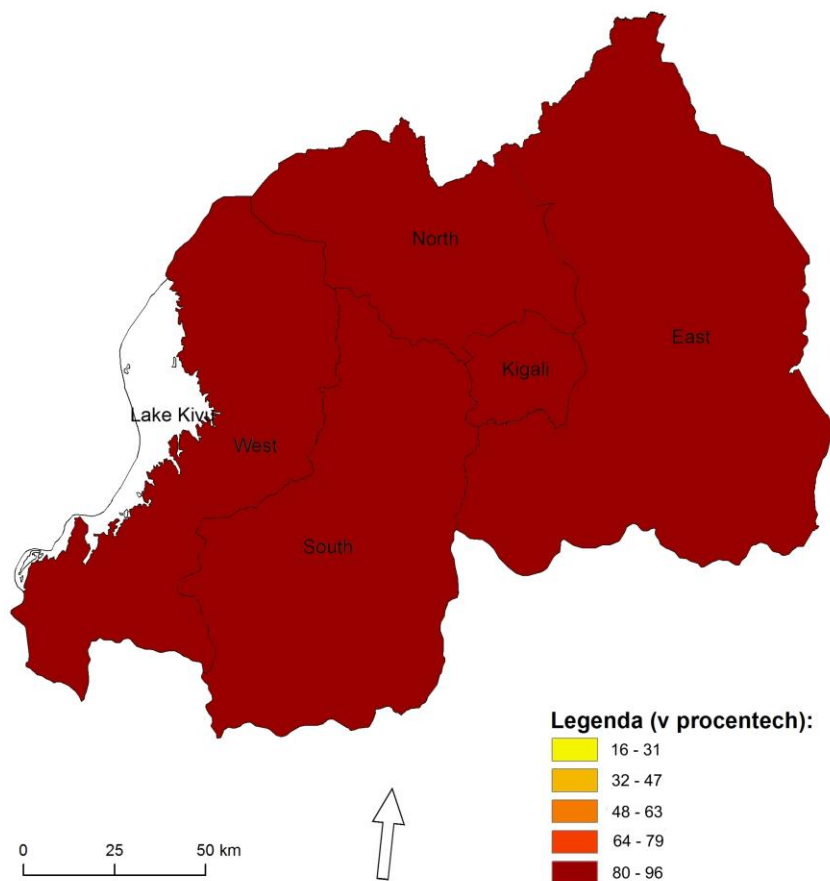 North
East
Kigali
Lake Kivu
West
South
Legenda (v procentech):
16 - 31
32 - 47
48 - 63
64 - 79
80 - 96
0 25 50 km